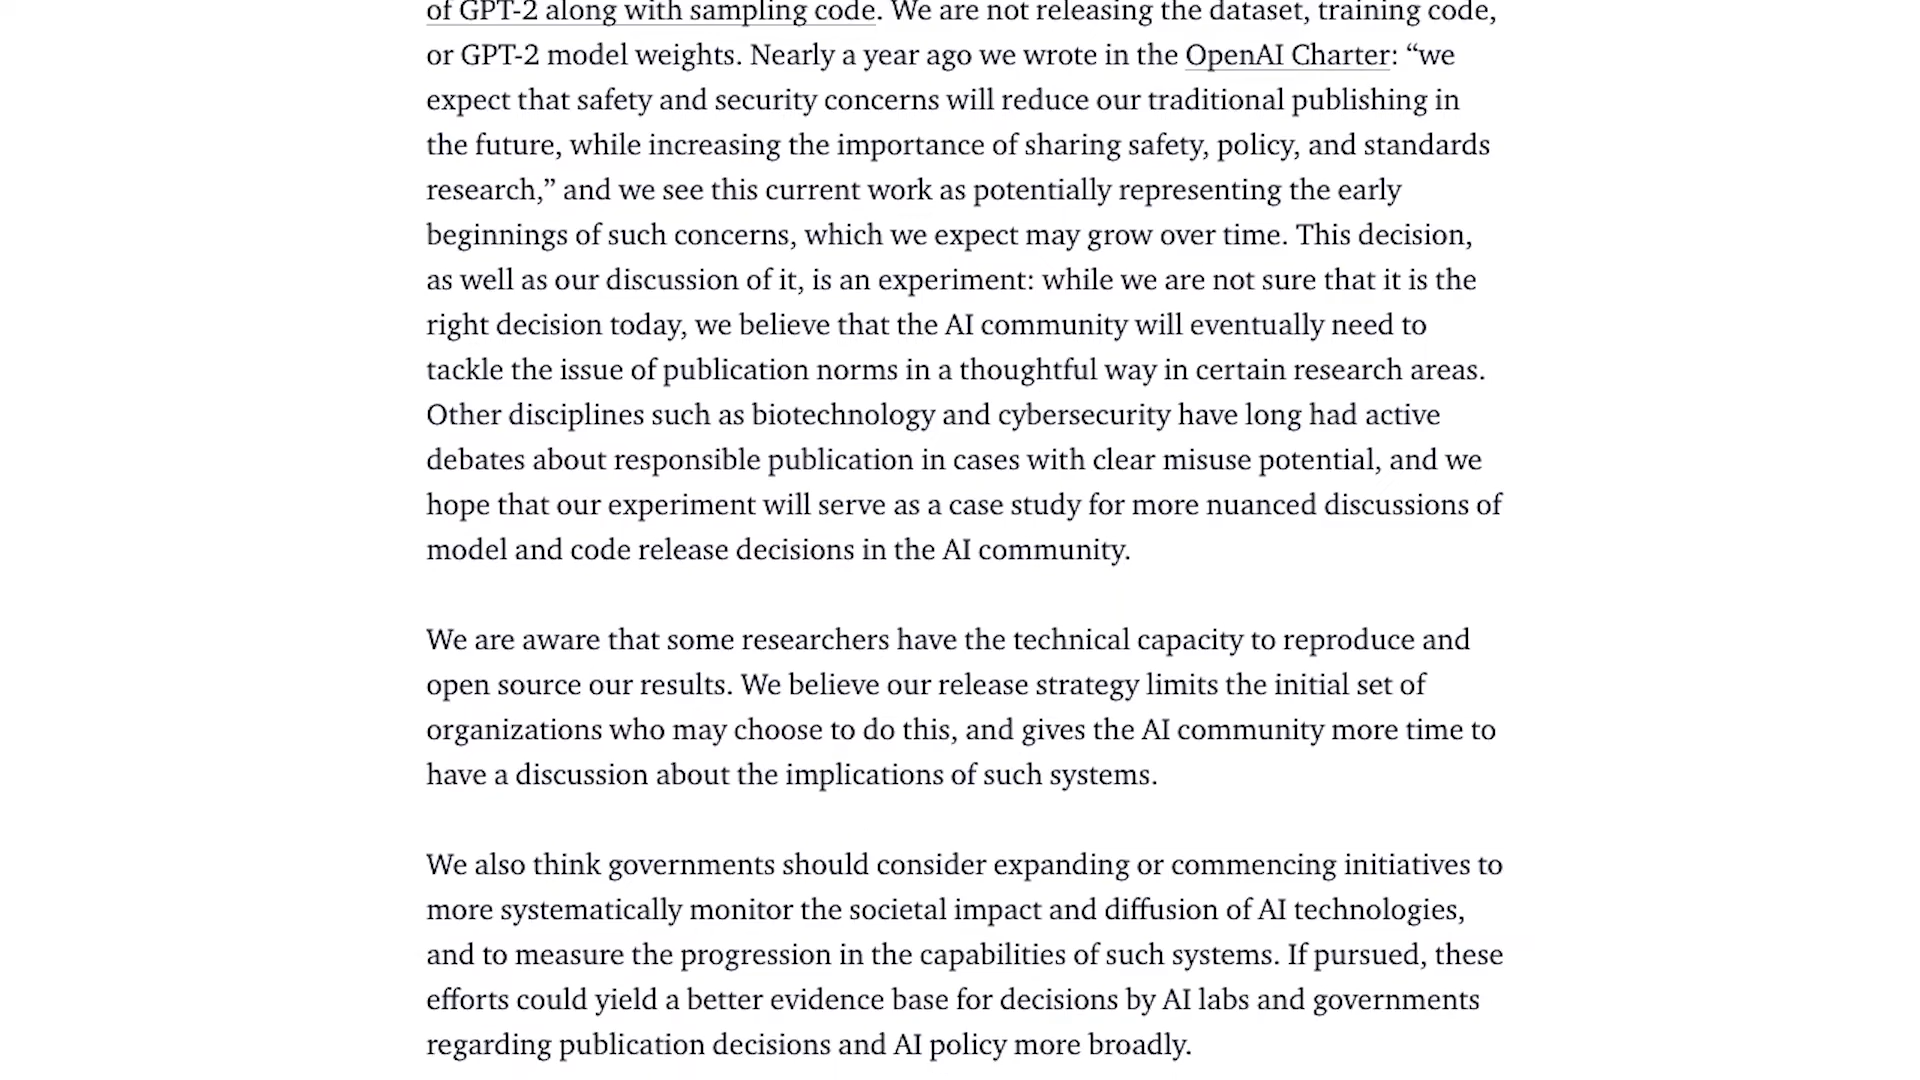 of GPT-2 along with sampling code. We are not releasing the dataset, training code,
or GPT-2 model weights. Nearly a year ago we wrote in the OpenAI Charter: “we
expect that safety and security concerns will reduce our traditional publishing in
the future, while increasing the importance of sharing safety, policy, and standards
research,” and we see this current work as potentially representing the early
beginnings of such concerns, which we expect may grow over time. This decision,
as well as our discussion of it, is an experiment: while we are not sure that it is the
right decision today, we believe that the AI community will eventually need to
tackle the issue of publication norms in a thoughtful way in certain research areas.
Other disciplines such as biotechnology and cybersecurity have long had active
debates about responsible publication in cases with clear misuse potential, and we
hope that our experiment will serve as a case study for more nuanced discussions of
model and code release decisions in the AI community.
We are aware that some researchers have the technical capacity to reproduce and
open source our results. We believe our release strategy limits the initial set of
organizations who may choose to do this, and gives the AI community more time to
have a discussion about the implications of such systems.
We also think governments should consider expanding or commencing initiatives to
more systematically monitor the societal impact and diffusion of AI technologies,
and to measure the progression in the capabilities of such systems. If pursued, these
efforts could yield a better evidence base for decisions by AI labs and governments
regarding publication decisions and AI policy more broadly.